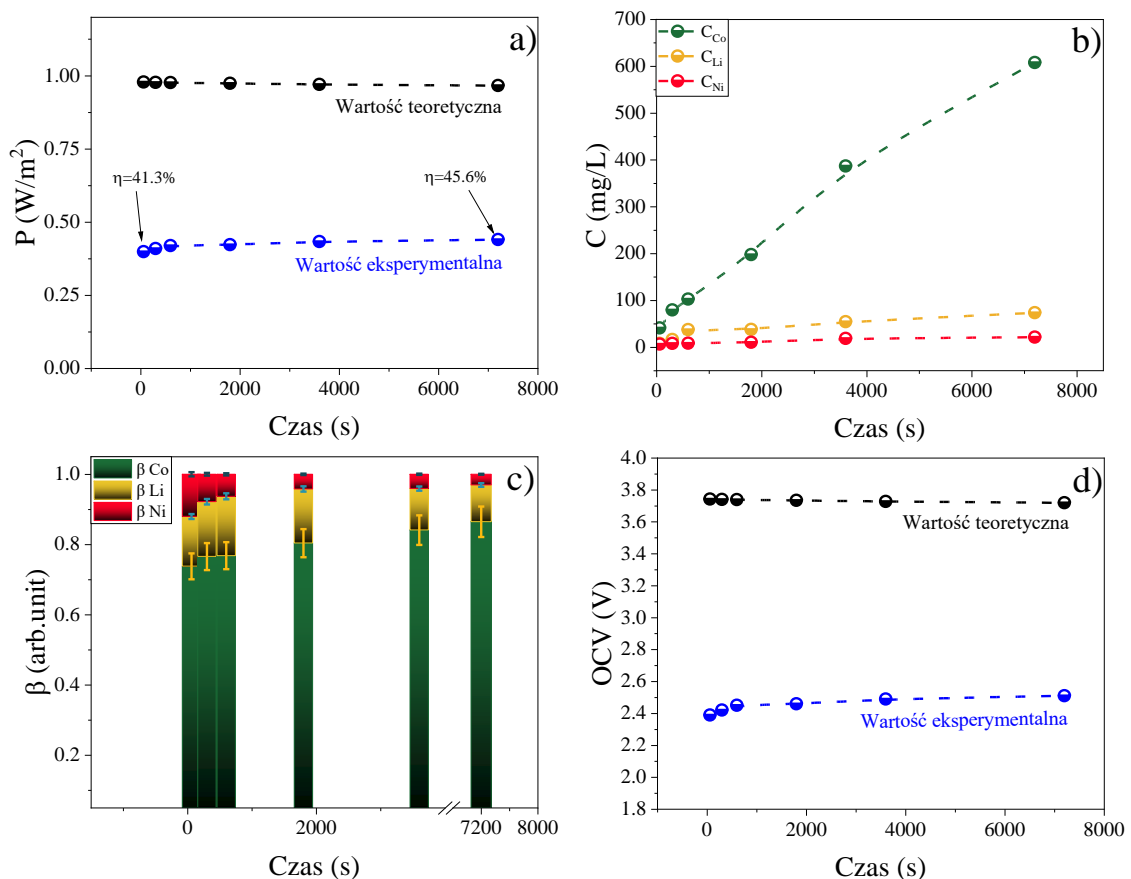 a)
P (W/m²)
1.00
0.75
0.50
0.25
0.00
Wartość teoretyczna
η=41.3%
η=45.6%
Wartość eksperymentalna
0 2000 4000 6000 8000
Czas (s)
b)
C (mg/L)
700
600
500
400
300
200
100
0
C_Co
C_Li
C_Ni
0 2000 4000 6000 8000
Czas (s)
c)
β (arb.unit)
1.0
0.8
0.6
0.4
0.2
β Co
β Li
β Ni
0 2000 7200 8000
Czas (s)
d)
OCV (V)
4.0
3.8
3.6
3.4
3.2
3.0
2.8
2.6
2.4
2.2
2.0
1.8
Wartość teoretyczna
Wartość eksperymentalna
0 2000 4000 6000 8000
Czas (s)